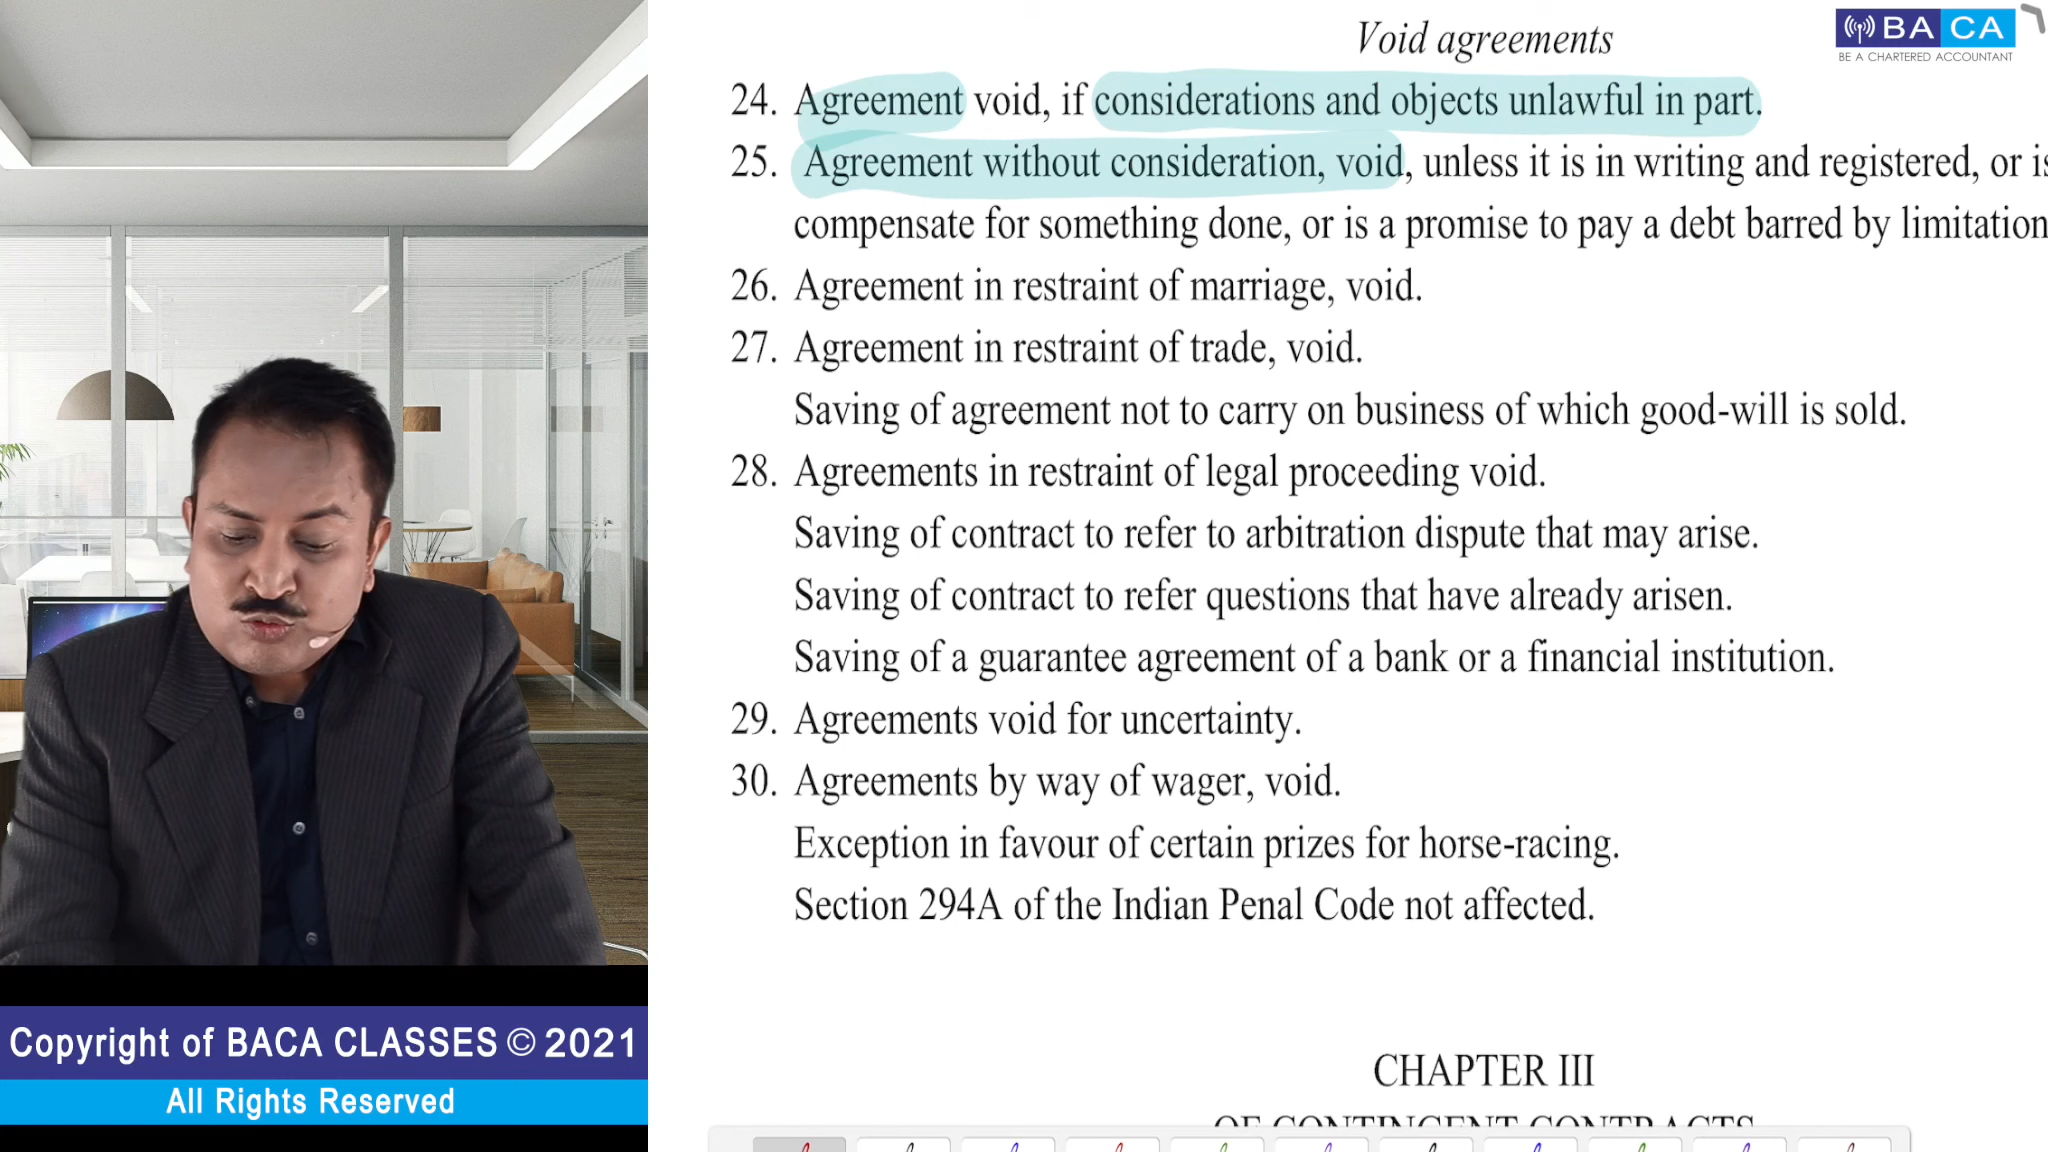 Void agreements
BA CA
BE A CHARTERED ACCOUNTANT
24. Agreement void, if considerations and objects unlawful in part.
25. Agreement without consideration, void, unless it is in writing and registered, or is
compensate for something done, or is a promise to pay a debt barred by limitation
26. Agreement in restraint of marriage, void.
27. Agreement in restraint of trade, void.
Saving of agreement not to carry on business of which good-will is sold.
28. Agreements in restraint of legal proceeding void.
Saving of contract to refer to arbitration dispute that may arise.
Saving of contract to refer questions that have already arisen.
Saving of a guarantee agreement of a bank or a financial institution.
29. Agreements void for uncertainty.
30. Agreements by way of wager, void.
Exception in favour of certain prizes for horse-racing.
Section 294A of the Indian Penal Code not affected.
CHAPTER III
OF CONTINGENT CONTRACTS
Copyright of BACA CLASSES © 2021
All Rights Reserved